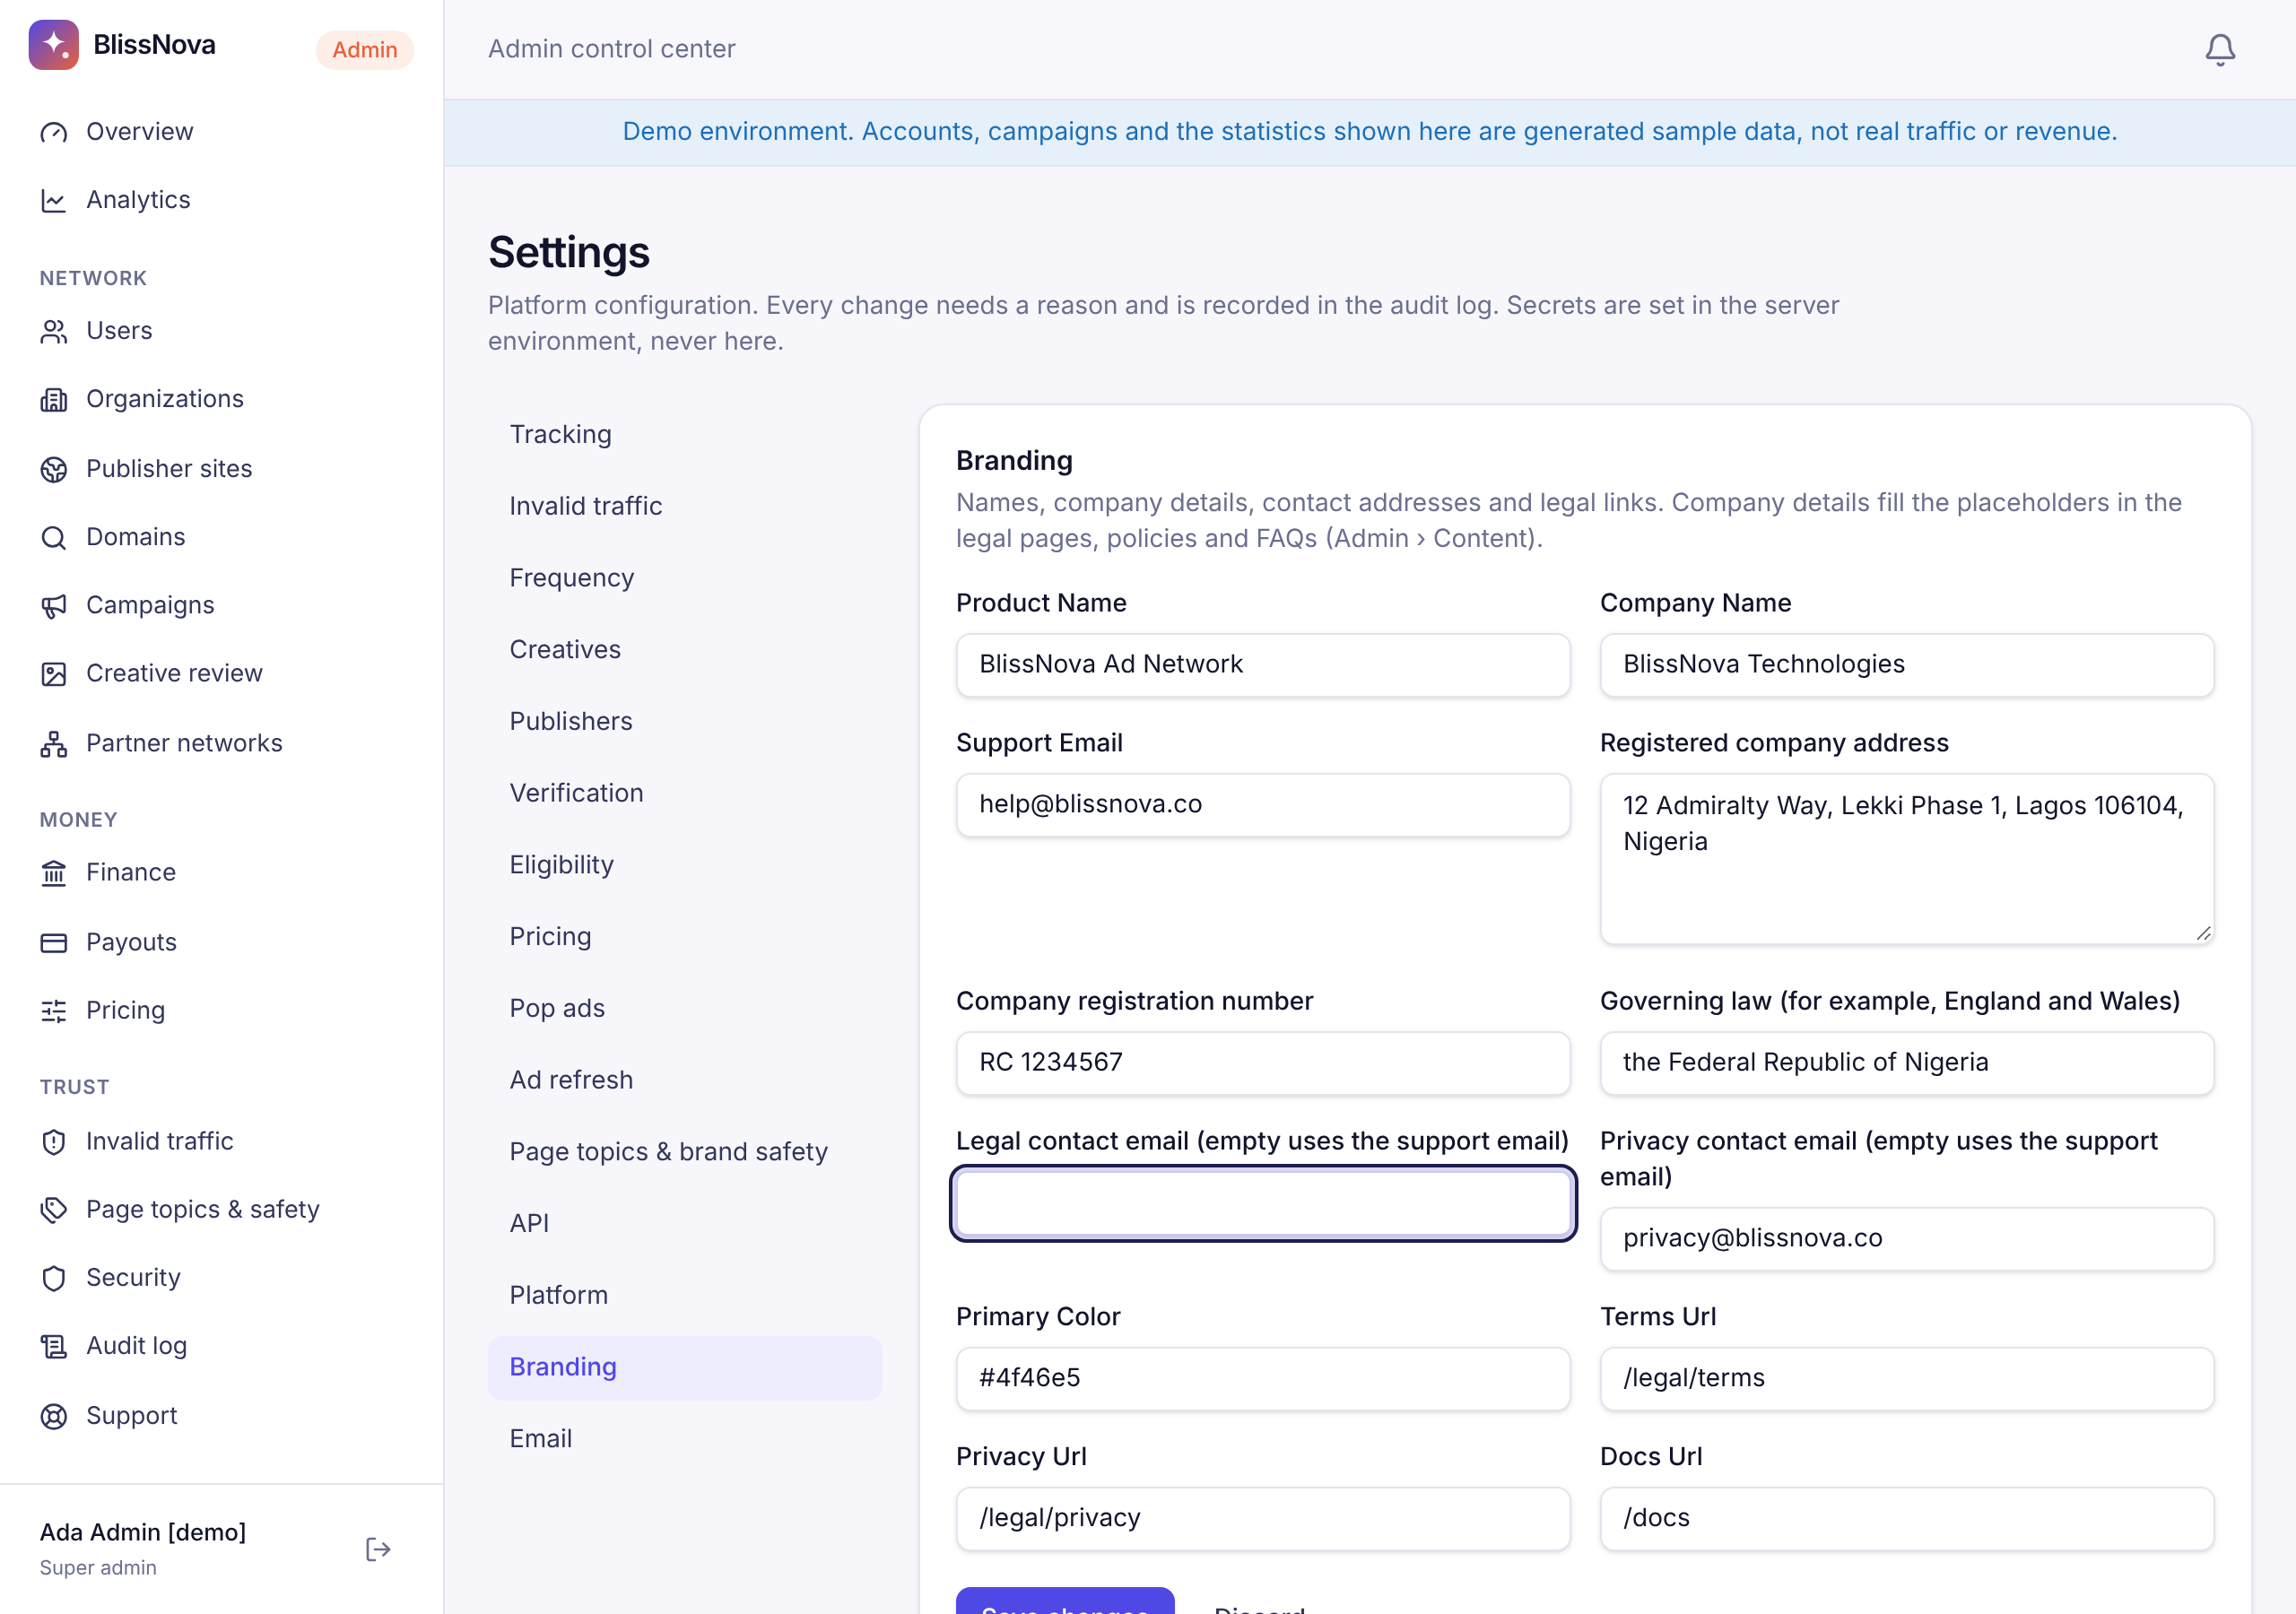 BlissNova
Admin
Overview
Analytics
NETWORK
Users
Organizations
Publisher sites
Domains
Campaigns
Creative review
Partner networks
MONEY
Finance
Payouts
Pricing
TRUST
Invalid traffic
Page topics & safety
Security
Audit log
Support
Ada Admin [demo]
Super admin
Admin control center
Demo environment. Accounts, campaigns and the statistics shown here are generated sample data, not real traffic or revenue.
Settings
Platform configuration. Every change needs a reason and is recorded in the audit log. Secrets are set in the server
environment, never here.
Tracking
Invalid traffic
Frequency
Creatives
Publishers
Verification
Eligibility
Pricing
Pop ads
Ad refresh
Page topics & brand safety
API
Platform
Branding
Email
Branding
Names, company details, contact addresses and legal links. Company details fill the placeholders in the
legal pages, policies and FAQs (Admin › Content).
Product Name
BlissNova Ad Network
Company Name
BlissNova Technologies
Support Email
help@blissnova.co
Registered company address
12 Admiralty Way, Lekki Phase 1, Lagos 106104,
Nigeria
Company registration number
RC 1234567
Governing law (for example, England and Wales)
the Federal Republic of Nigeria
Legal contact email (empty uses the support email)
Privacy contact email (empty uses the support
email)
privacy@blissnova.co
Primary Color
#4f46e5
Terms Url
/legal/terms
Privacy Url
/legal/privacy
Docs Url
/docs
Save changes
Discard